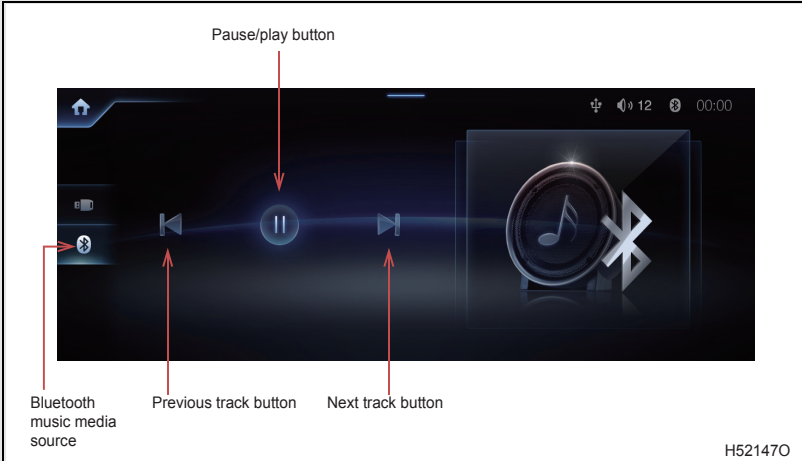 Pause/play button
12 00:00
Bluetooth
music media
source
Previous track button
Next track button
H52147O